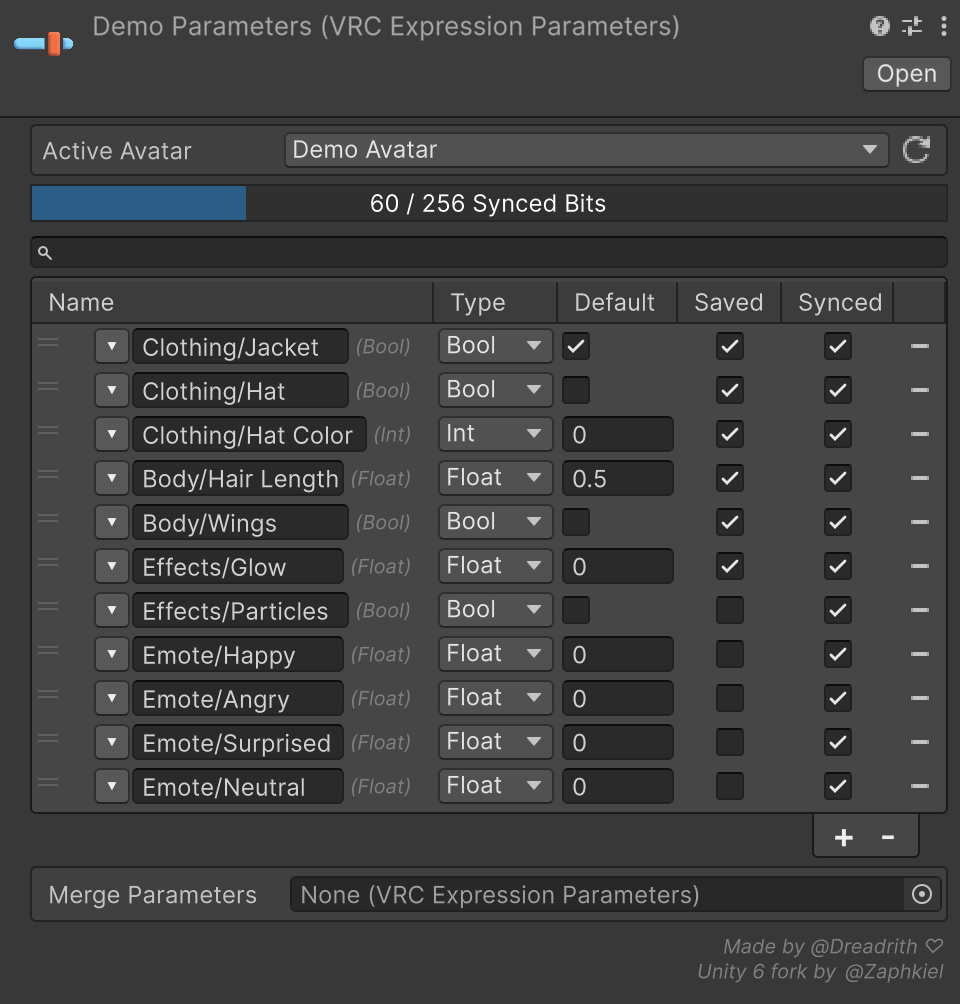 Demo Parameters (VRC Expression Parameters)
Open
Active Avatar Demo Avatar
60 / 256 Synced Bits
Name Type Default Saved Synced
Clothing/Jacket (Bool) Bool
Clothing/Hat (Bool) Bool
Clothing/Hat Color (Int) Int 0
Body/Hair Length (Float) Float 0.5
Body/Wings (Bool) Bool
Effects/Glow (Float) Float 0
Effects/Particles (Bool) Bool
Emote/Happy (Float) Float 0
Emote/Angry (Float) Float 0
Emote/Surprised (Float) Float 0
Emote/Neutral (Float) Float 0
+ -
Merge Parameters None (VRC Expression Parameters)
Made by @Dreadrith ♡
Unity 6 fork by @Zaphkiel